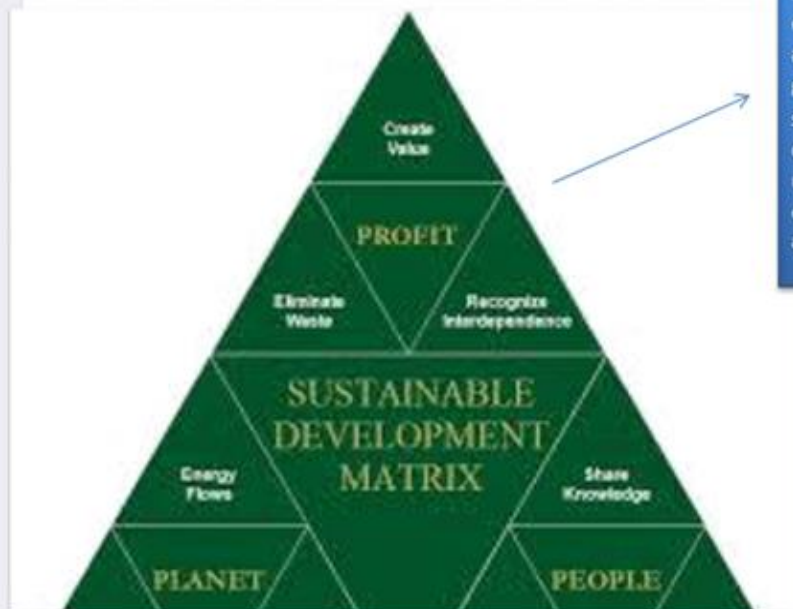 Create
Value
PROFIT
Eliminate
Waste
Recognize
Interdependence
SUSTAINABLE
DEVELOPMENT
MATRIX
Energy
Flows
Share
Knowledge
PLANET
PEOPLE